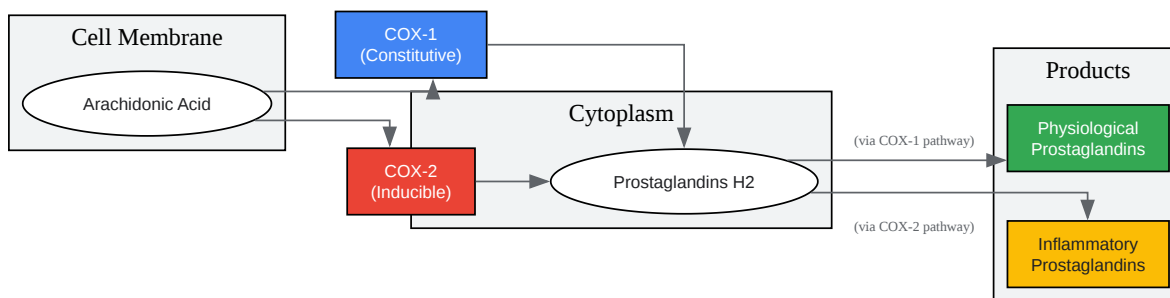 Cell Membrane
Arachidonic Acid
COX-1
(Constitutive)
COX-2
(Inducible)
Cytoplasm
Prostaglandins H2
(via COX-1 pathway)
(via COX-2 pathway)
Products
Physiological
Prostaglandins
Inflammatory
Prostaglandins